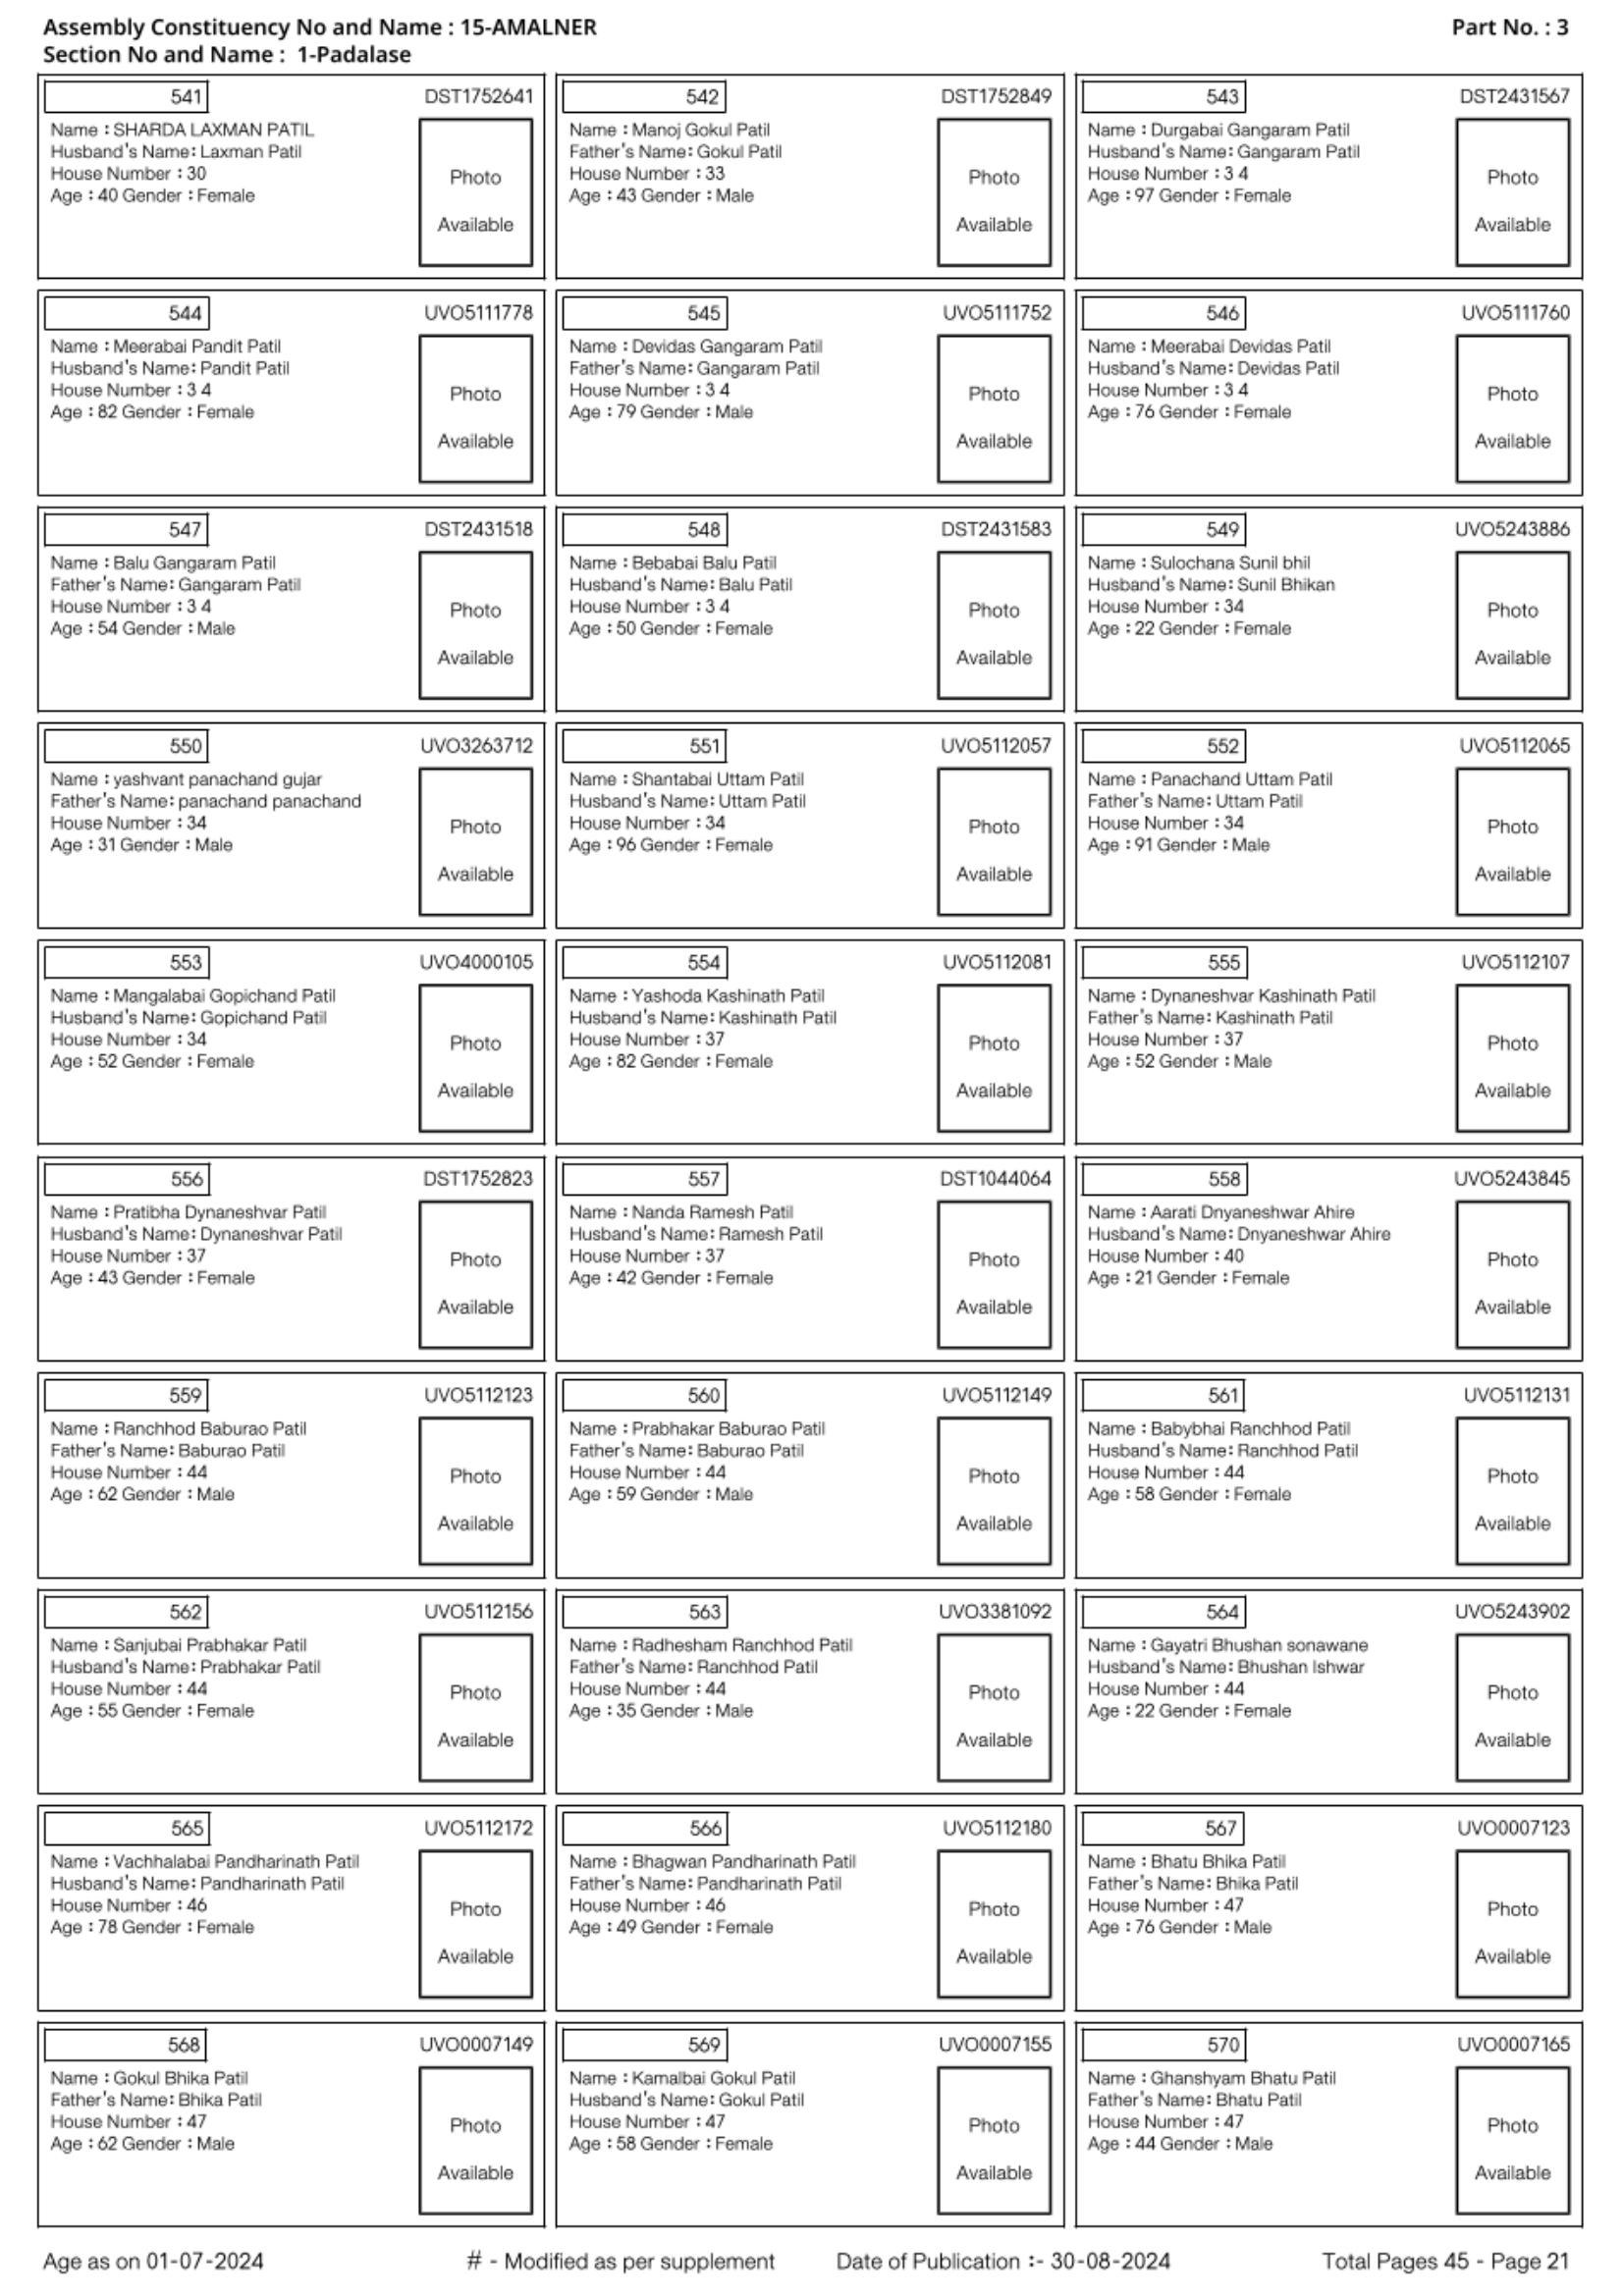 Assembly Constituency No and Name : 15-AMALNER
Part No. : 3
Section No and Name : 1-Padalase
541
DST1752641
Name : SHARDA LAXMAN PATIL
Husband's Name: Laxman Patil
House Number : 30
Age : 40 Gender : Female
Photo
Available
542
DST1752849
Name : Manoj Gokul Patil
Father's Name: Gokul Patil
House Number : 33
Age : 43 Gender : Male
Photo
Available
543
DST2431567
Name : Durgabai Gangaram Patil
Husband's Name: Gangaram Patil
House Number : 3 4
Age : 97 Gender : Female
Photo
Available
544
UVO5111778
Name : Meerabai Pandit Patil
Husband's Name: Pandit Patil
House Number : 3 4
Age : 82 Gender : Female
Photo
Available
545
UVO5111752
Name : Devidas Gangaram Patil
Father's Name: Gangaram Patil
House Number : 3 4
Age : 79 Gender : Male
Photo
Available
546
UVO5111760
Name : Meerabai Devidas Patil
Husband's Name: Devidas Patil
House Number : 3 4
Age : 76 Gender : Female
Photo
Available
547
DST2431518
Name : Balu Gangaram Patil
Father's Name: Gangaram Patil
House Number : 3 4
Age : 54 Gender : Male
Photo
Available
548
DST2431583
Name : Bebabai Balu Patil
Husband's Name: Balu Patil
House Number : 3 4
Age : 50 Gender : Female
Photo
Available
549
UVO5243886
Name : Sulochana Sunil bhil
Husband's Name: Sunil Bhikan
House Number : 34
Age : 22 Gender : Female
Photo
Available
550
UVO3263712
Name : yashvant panachand gujar
Father's Name: panachand panachand
House Number : 34
Age : 31 Gender : Male
Photo
Available
551
UVO5112057
Name : Shantabai Uttam Patil
Husband's Name: Uttam Patil
House Number : 34
Age : 96 Gender : Female
Photo
Available
552
UVO5112065
Name : Panachand Uttam Patil
Father's Name: Uttam Patil
House Number : 34
Age : 91 Gender : Male
Photo
Available
553
UVO4000105
Name : Mangalabai Gopichand Patil
Husband's Name: Gopichand Patil
House Number : 34
Age : 52 Gender : Female
Photo
Available
554
UVO5112081
Name : Yashoda Kashinath Patil
Husband's Name: Kashinath Patil
House Number : 37
Age : 82 Gender : Female
Photo
Available
555
UVO5112107
Name : Dynaneshvar Kashinath Patil
Father's Name: Kashinath Patil
House Number : 37
Age : 52 Gender : Male
Photo
Available
556
DST1752823
Name : Pratibha Dynaneshvar Patil
Husband's Name: Dynaneshvar Patil
House Number : 37
Age : 43 Gender : Female
Photo
Available
557
DST1044064
Name : Nanda Ramesh Patil
Husband's Name: Ramesh Patil
House Number : 37
Age : 42 Gender : Female
Photo
Available
558
UVO5243845
Name : Aarati Dnyaneshwar Ahire
Husband's Name: Dnyaneshwar Ahire
House Number : 40
Age : 21 Gender : Female
Photo
Available
559
UVO5112123
Name : Ranchhod Baburao Patil
Father's Name: Baburao Patil
House Number : 44
Age : 62 Gender : Male
Photo
Available
560
UVO5112149
Name : Prabhakar Baburao Patil
Father's Name: Baburao Patil
House Number : 44
Age : 59 Gender : Male
Photo
Available
561
UVO5112131
Name : Babybhai Ranchhod Patil
Husband's Name: Ranchhod Patil
House Number : 44
Age : 58 Gender : Female
Photo
Available
562
UVO5112156
Name : Sanjubai Prabhakar Patil
Husband's Name: Prabhakar Patil
House Number : 44
Age : 55 Gender : Female
Photo
Available
563
UVO3381092
Name : Radhesham Ranchhod Patil
Father's Name: Ranchhod Patil
House Number : 44
Age : 35 Gender : Male
Photo
Available
564
UVO5243902
Name : Gayatri Bhushan sonawane
Husband's Name: Bhushan Ishwar
House Number : 44
Age : 22 Gender : Female
Photo
Available
565
UVO5112172
Name : Vachhalabai Pandharinath Patil
Husband's Name: Pandharinath Patil
House Number : 46
Age : 78 Gender : Female
Photo
Available
566
UVO5112180
Name : Bhagwan Pandharinath Patil
Father's Name: Pandharinath Patil
House Number : 46
Age : 49 Gender : Female
Photo
Available
567
UVO0007123
Name : Bhatu Bhika Patil
Father's Name: Bhika Patil
House Number : 47
Age : 76 Gender : Male
Photo
Available
568
UVO0007149
Name : Gokul Bhika Patil
Father's Name: Bhika Patil
House Number : 47
Age : 62 Gender : Male
Photo
Available
569
UVO0007155
Name : Kamalbai Gokul Patil
Husband's Name: Gokul Patil
House Number : 47
Age : 58 Gender : Female
Photo
Available
570
UVO0007165
Name : Ghanshyam Bhatu Patil
Father's Name: Bhatu Patil
House Number : 47
Age : 44 Gender : Male
Photo
Available
Age as on 01-07-2024
# - Modified as per supplement
Date of Publication :- 30-08-2024
Total Pages 45 - Page 21